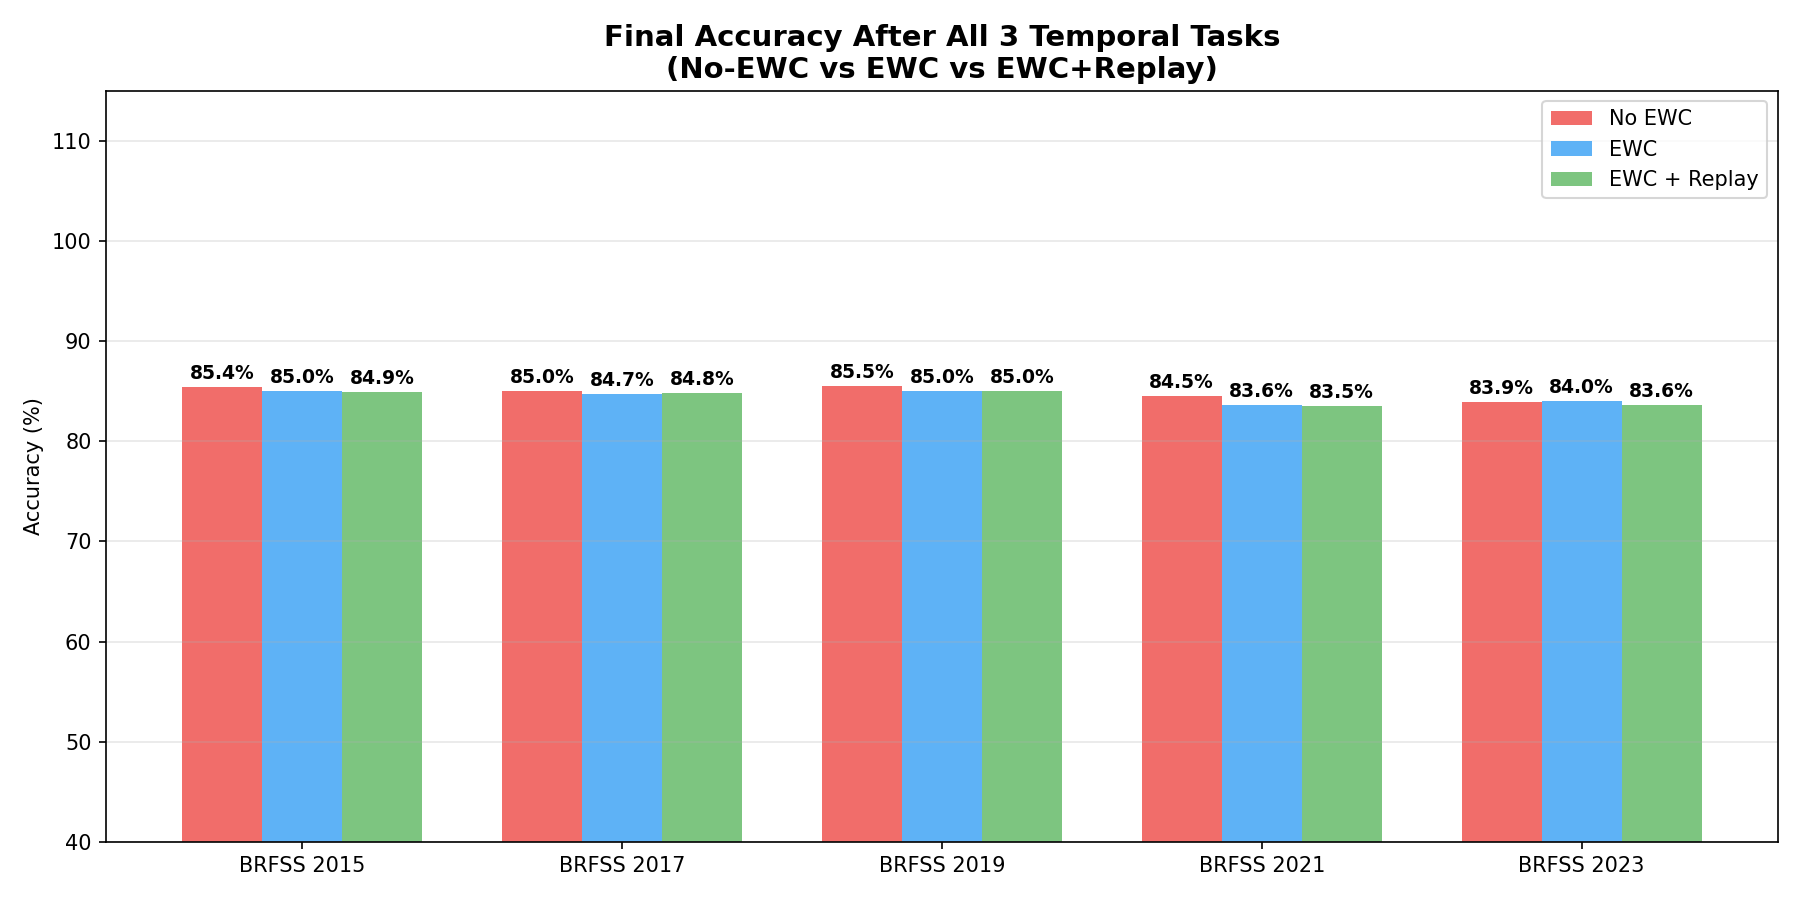 Final Accuracy After All 3 Temporal Tasks
(No-EWC vs EWC vs EWC+Replay)
No EWC
EWC
EWC + Replay
Accuracy (%)
110
100
90
80
70
60
50
40
85.4% 85.0% 84.9% 85.0% 84.7% 84.8% 85.5% 85.0% 85.0% 84.5% 83.6% 83.5% 83.9% 84.0% 83.6%
BRFSS 2015 BRFSS 2017 BRFSS 2019 BRFSS 2021 BRFSS 2023